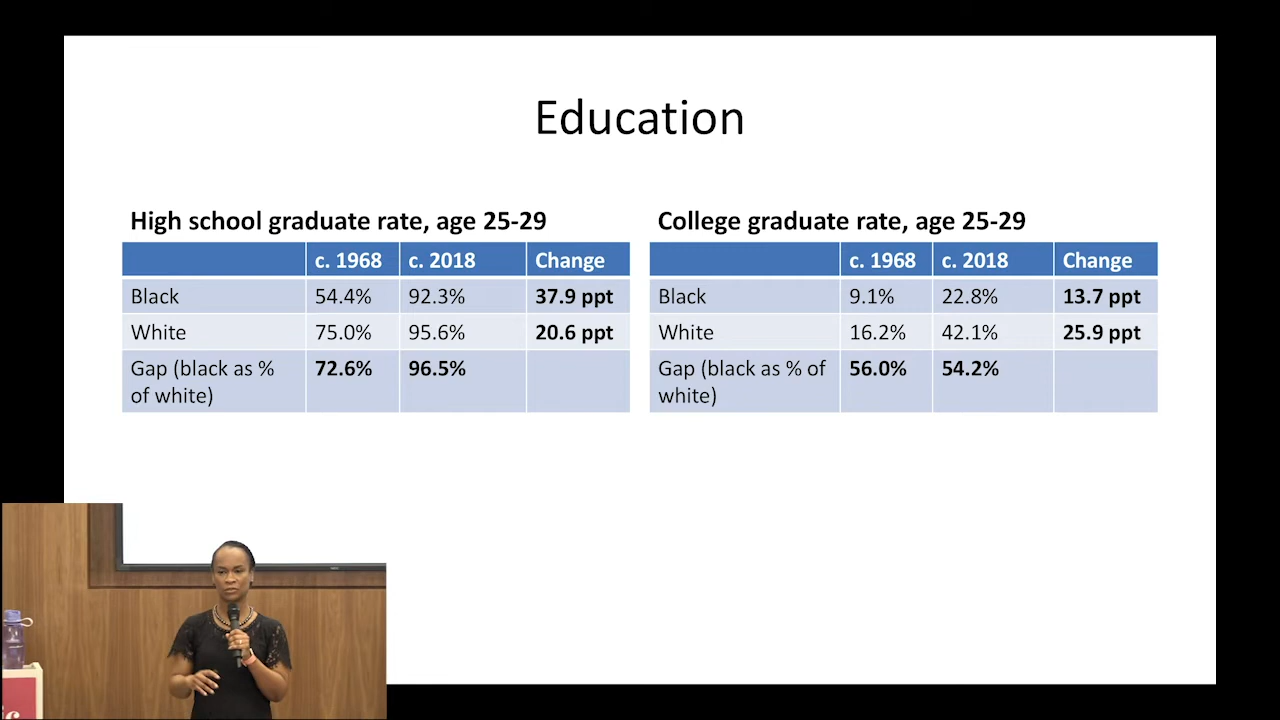 Education
High school graduate rate, age 25-29
c. 1968 c. 2018 Change
Black 54.4% 92.3% 37.9 ppt
White 75.0% 95.6% 20.6 ppt
Gap (black as % 72.6% 96.5%
of white)
College graduate rate, age 25-29
c. 1968 c. 2018 Change
Black 9.1% 22.8% 13.7 ppt
White 16.2% 42.1% 25.9 ppt
Gap (black as % of 56.0% 54.2%
white)